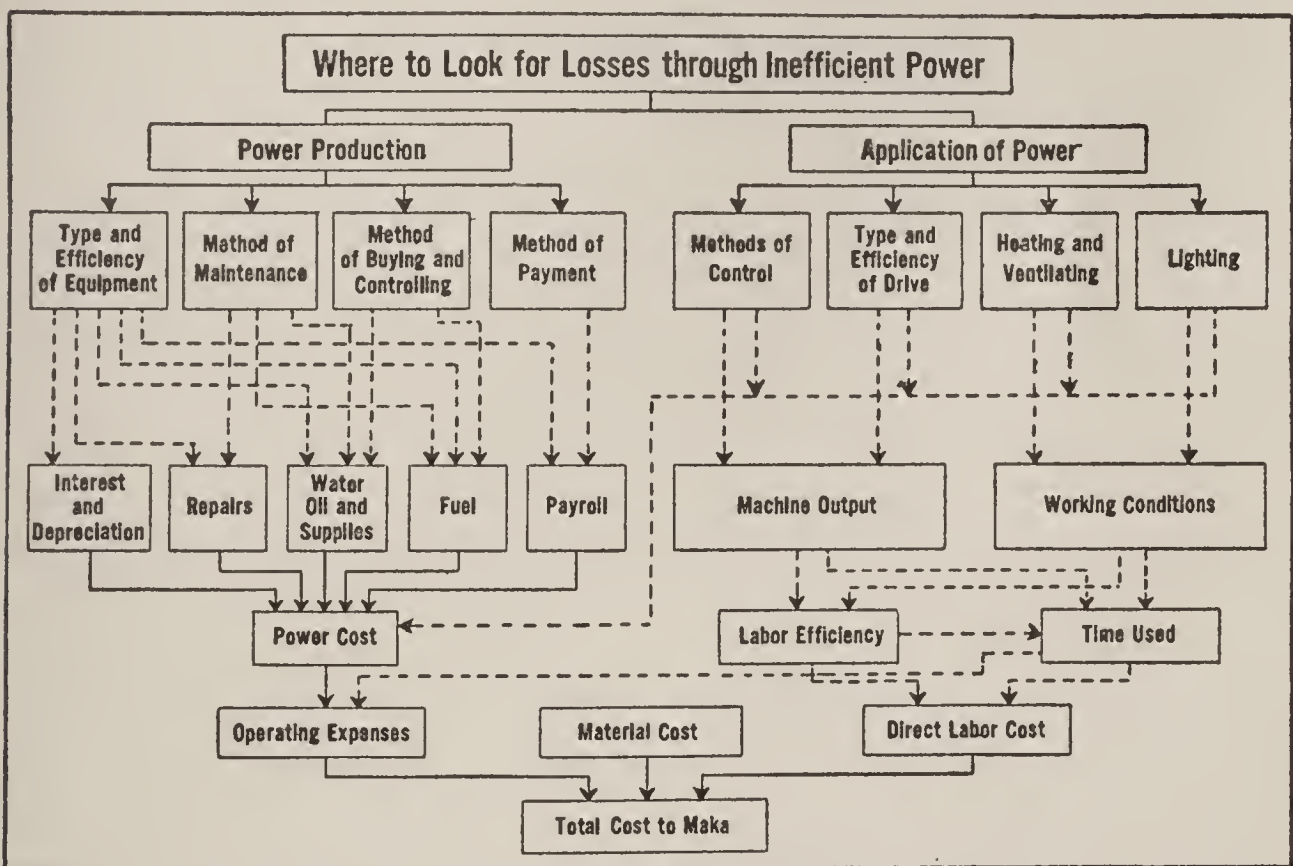 Where to Look for Losses through Inefficient Power
Power Production
Application of Power
Type and
Efficiency
of Equipment
Method of
Maintenance
Method
of Buying and
Controlling
Method of
Payment
Methods of
Control
Type and
Efficiency
of Drive
Heating and
Ventilating
Lighting
Interest
and
Depreciation
Repairs
Water
Oil and
Supplies
Fuel
Payroll
Machine Output
Working Conditions
Power Cost
Labor Efficiency
Time Used
Operating Expenses
Material Cost
Direct Labor Cost
Total Cost to Maka